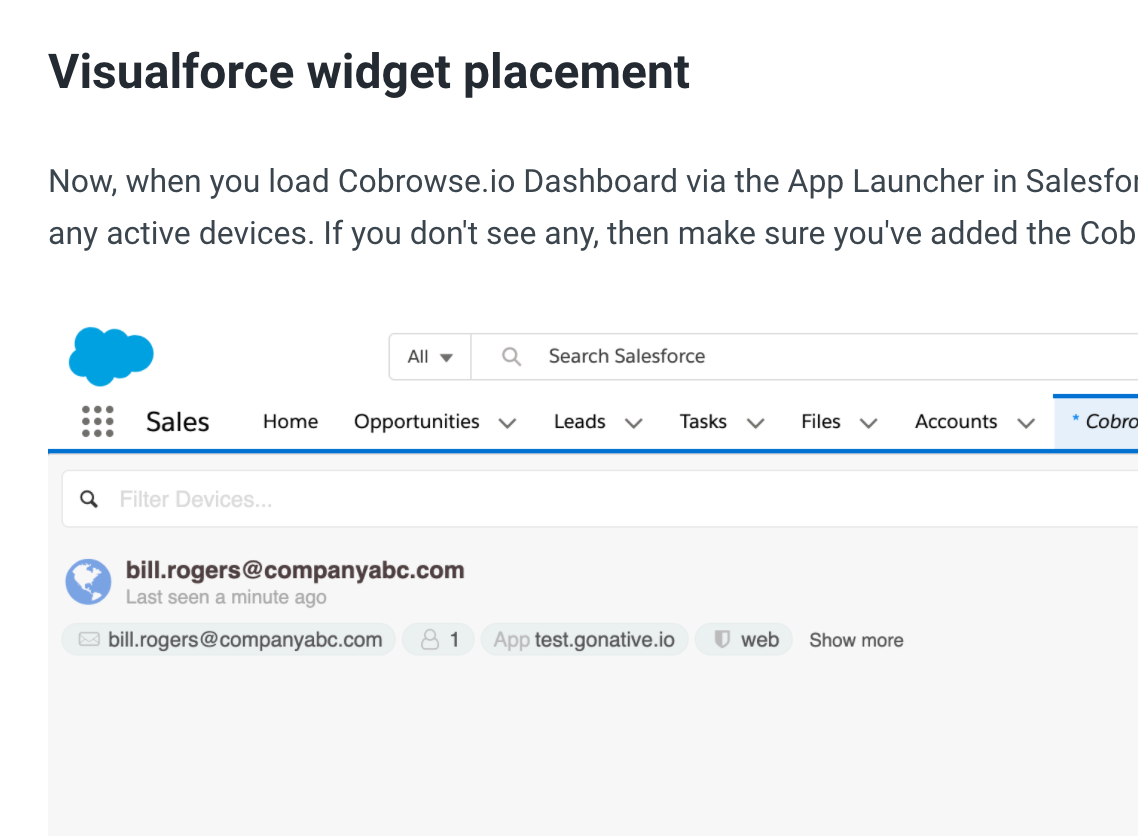 Visualforce widget placement
Now, when you load Cobrowse.io Dashboard via the App Launcher in
any active devices. If you don't see any, then make sure you've added the
All Search Salesforce
Sales Home Opportunities Leads Tasks Files Accounts *
Filter Devices...
bill.rogers@companyabc.com
Last seen a minute ago
bill.rogers@companyabc.com 1 App test.gonative.io web Show more